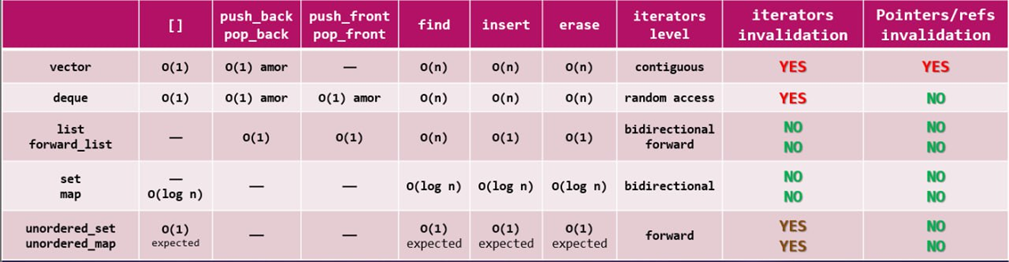 [] push_back pop_back push_front pop_front find insert erase iterators level iterators invalidation Pointers/refs invalidation
vector O(1) O(1) amor — O(n) O(n) O(n) contiguous YES YES
deque O(1) O(1) amor O(1) amor O(n) O(n) O(n) random access YES NO
list forward_list — O(1) O(1) O(n) O(1) O(1) bidirectional forward NO NO NO NO
set map — O(log n) — — O(log n) O(log n) O(log n) bidirectional NO NO NO NO
unordered_set unordered_map O(1) expected — — O(1) expected O(1) expected O(1) expected forward YES YES NO NO